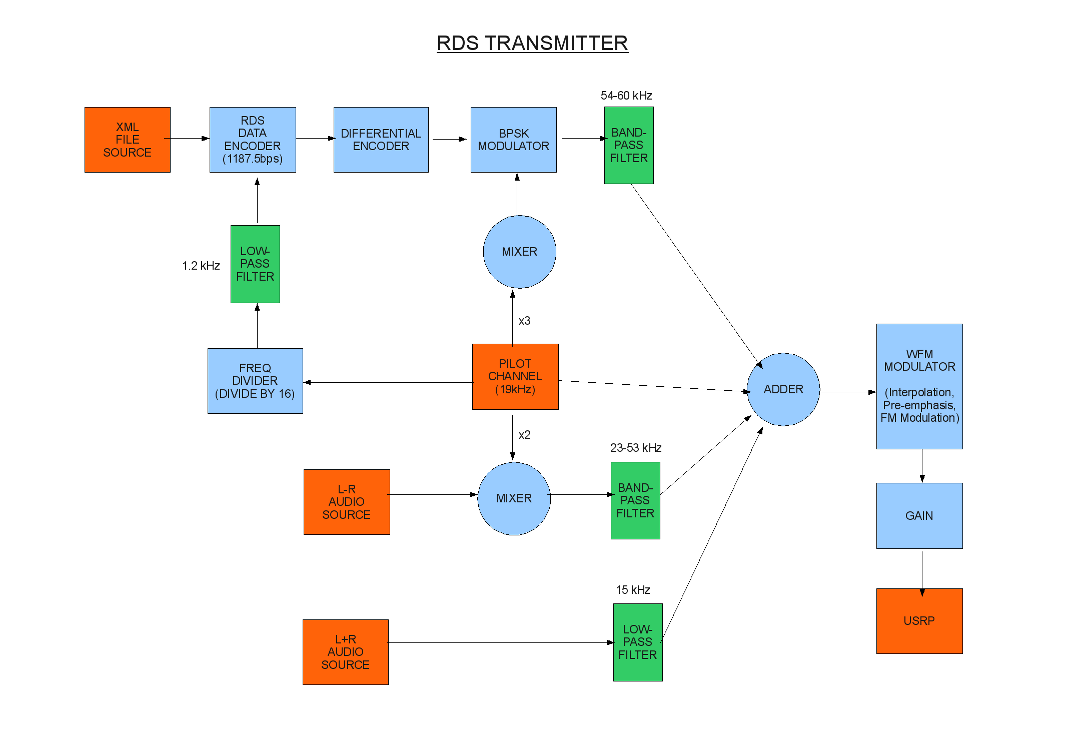 RDS TRANSMITTER
54-60 kHz
XML
FILE
SOURCE
RDS
DATA
ENCODER
(1187.5bps)
DIFFERENTIAL
ENCODER
BPSK
MODULATOR
BAND-
PASS
FILTER
1.2 kHz
LOW-
PASS
FILTER
MIXER
x3
FREQ
DIVIDER
(DIVIDE BY 16)
PILOT
CHANNEL
(19kHz)
ADDER
WFM
MODULATOR
(Interpolation,
Pre-emphasis,
FM Modulation)
x2
23-53 kHz
L-R
AUDIO
SOURCE
MIXER
BAND-
PASS
FILTER
GAIN
15 kHz
L+R
AUDIO
SOURCE
LOW-
PASS
FILTER
USRP